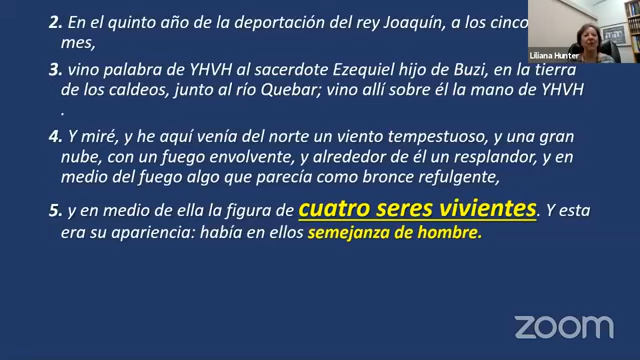 2. En el quinto año de la deportación del rey Joaquín, a los cinco
mes,
Liliana Hunter
3. vino palabra de YHVH al sacerdote Ezequiel hijo de Buzi, en la tierra
de los caldeos, junto al río Quebar; vino allí sobre él la mano de YHVH
.
4. Y miré, y he aquí venía del norte un viento tempestuoso, y una gran
nube, con un fuego envolvente, y alrededor de él un resplandor, y en
medio del fuego algo que parecía como bronce refulgente,
5. y en medio de ella la figura de cuatro seres vivientes. Y esta
era su apariencia: había en ellos semejanza de hombre.
zoom